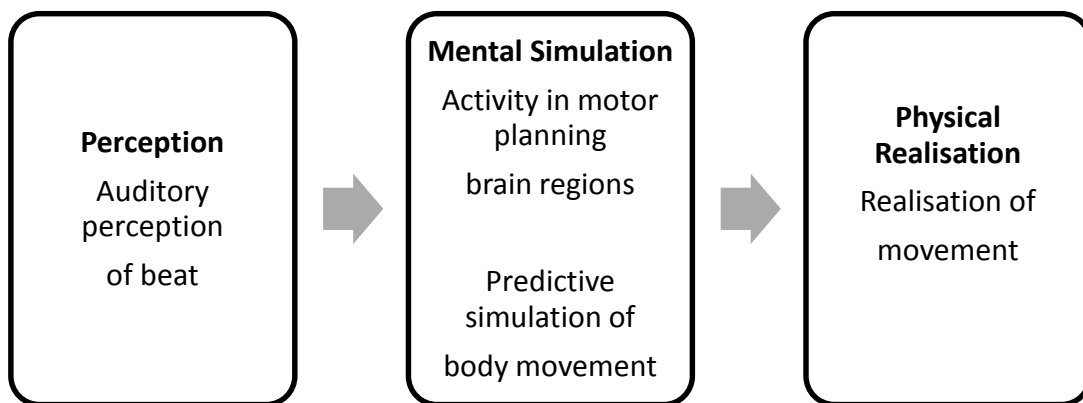 Perception
Auditory
perception
of beat
Mental Simulation
Activity in motor
planning
brain regions
Predictive
simulation of
body movement
Physical
Realisation
Realisation of
movement